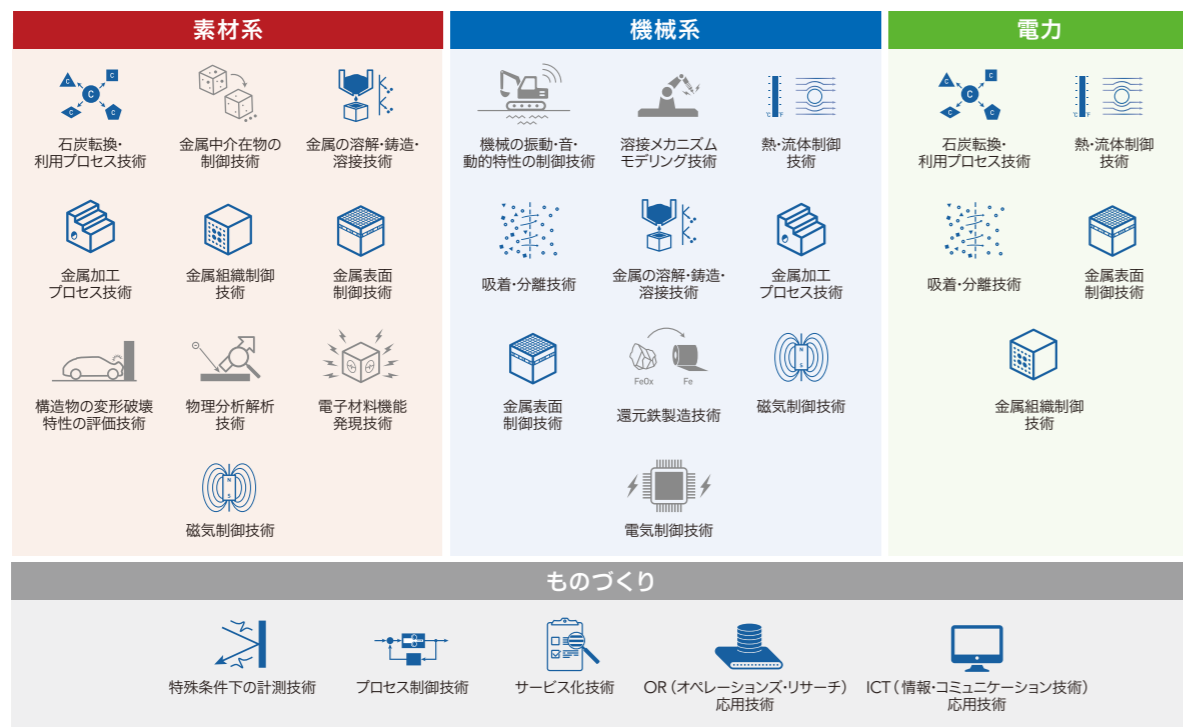 素材系
石炭転換・
利用プロセス技術
金属中介在物の
制御技術
金属の溶解・鋳造・
溶接技術
金属加工
プロセス技術
金属組織制御
技術
金属表面
制御技術
構造物の変形破壊
特性の評価技術
物理分析解析
技術
電子材料機能
発現技術
N
S
磁気制御技術
機械系
機械の振動・音・
動的特性の制御技術
溶接メカニズム
モデリング技術
℃ °F
熱・流体制御
技術
吸着・分離技術
金属の溶解・鋳造・
溶接技術
金属加工
プロセス技術
金属表面
制御技術
FeOx Fe
還元鉄製造技術
N
S
磁気制御技術
電気制御技術
電力
石炭転換・
利用プロセス技術
℃ °F
熱・流体制御
技術
吸着・分離技術
金属表面
制御技術
金属組織制御
技術
ものづくり
特殊条件下の計測技術
プロセス制御技術
サービス化技術
OR(オペレーションズ・リサーチ)
応用技術
ICT(情報・コミュニケーション技術)
応用技術